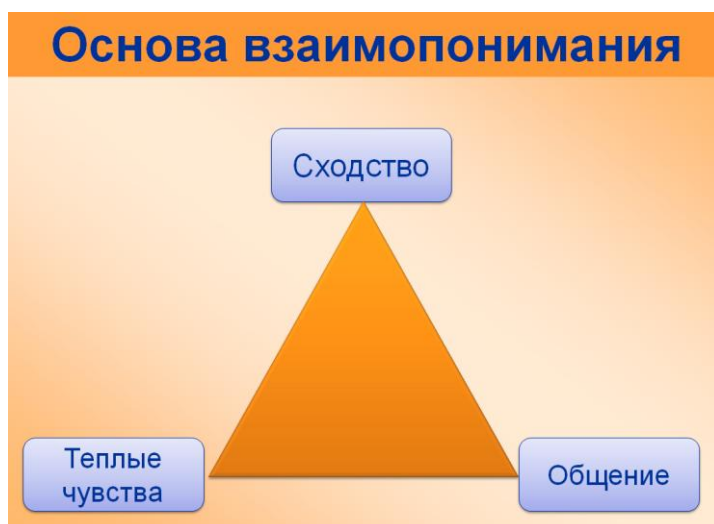 Основа взаимопонимания
Сходство
Теплые
чувства
Общение